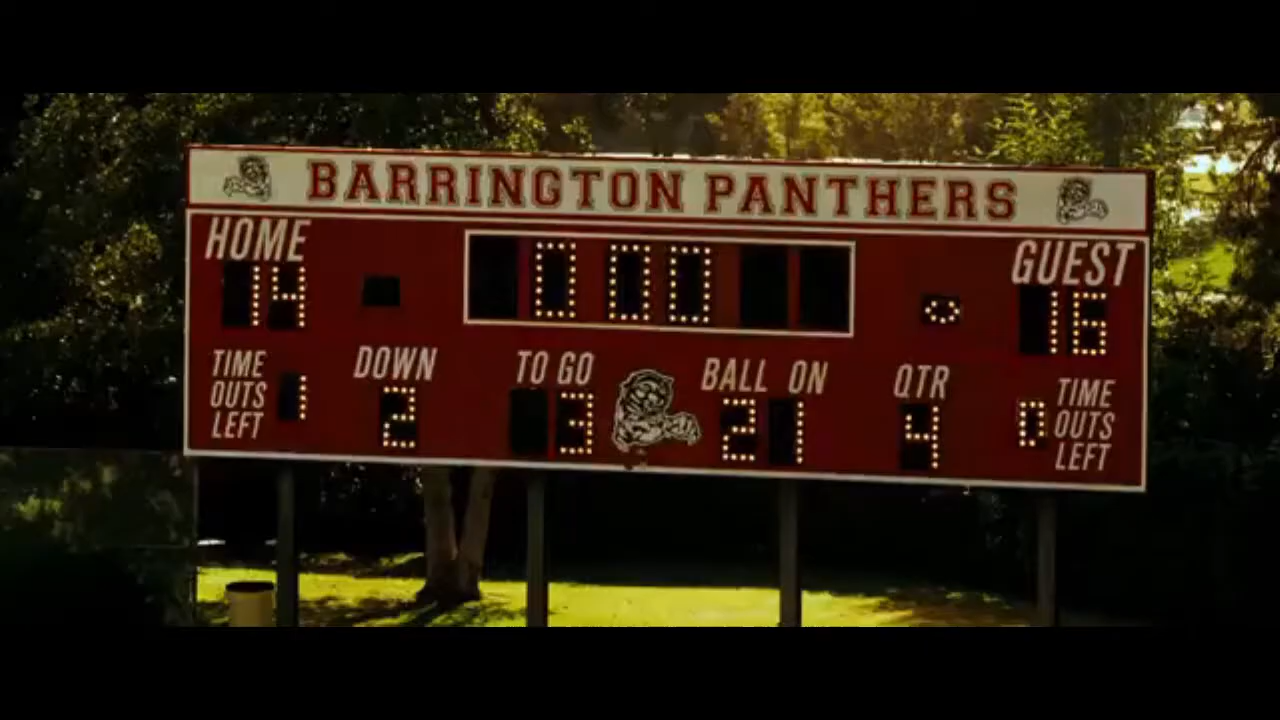 BARRINGTON PANTHERS
HOME
GUEST
14
0 00
16
TIME
OUTS
LEFT
1
DOWN
2
TO GO
3
BALL ON
21
QTR
4
0
TIME
OUTS
LEFT